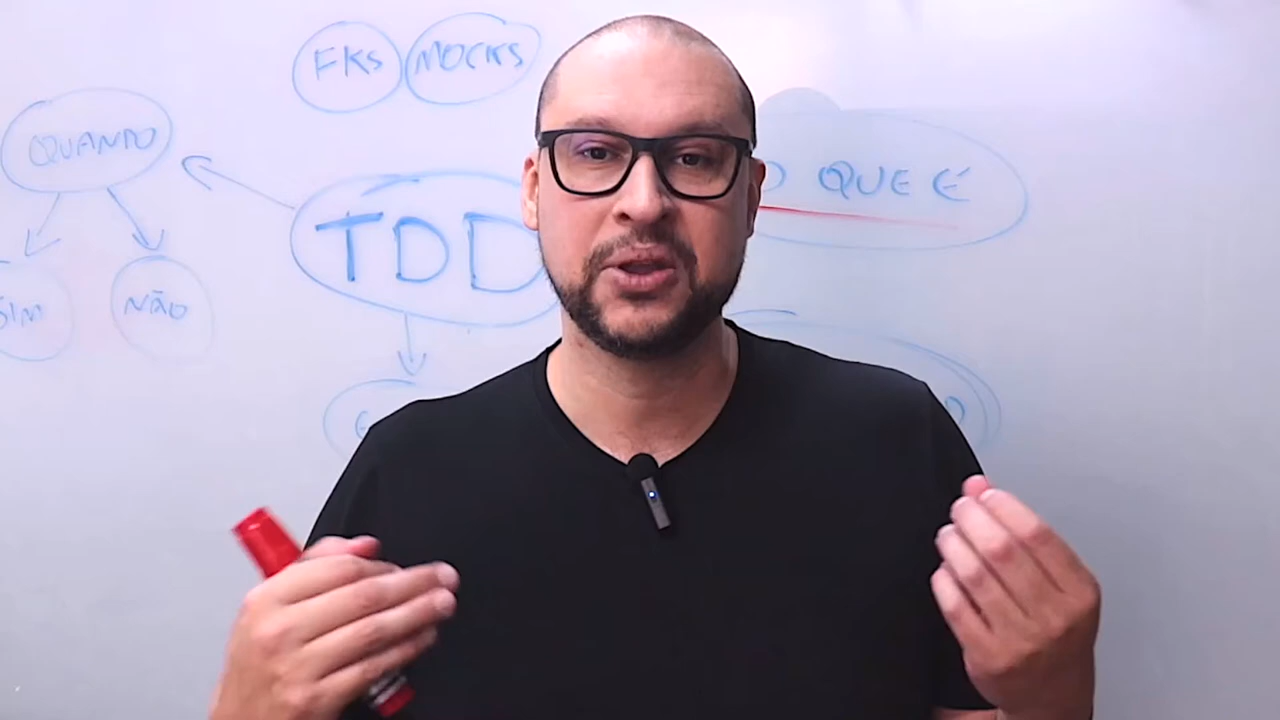 FKS
MOCKS
QUANDO
O QUE É
TDD
SIM
NÃO